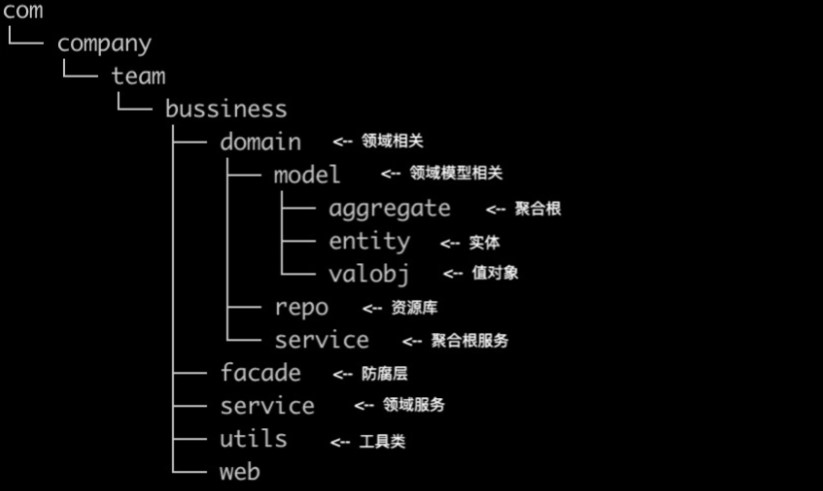 com
└── company
└── team
└── bussiness
├── domain <-- 领域相关
├── model <-- 领域模型相关
├── aggregate <-- 聚合根
├── entity <-- 实体
└── valobj <-- 值对象
├── repo <-- 资源库
└── service <-- 聚合根服务
├── facade <-- 防腐层
├── service <-- 领域服务
├── utils <-- 工具类
└── web